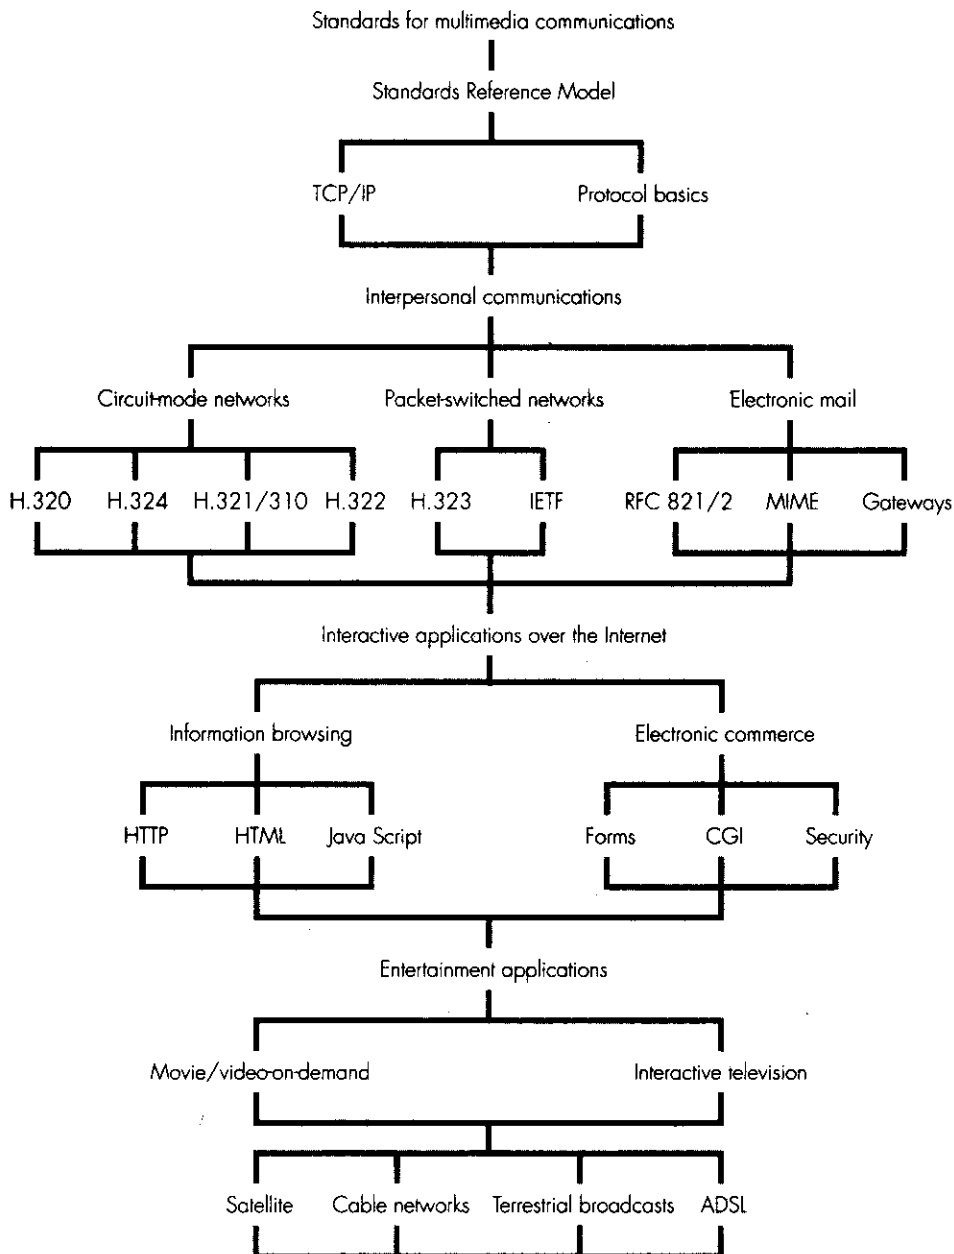 Standards for multimedia communications
Standards Reference Model
TCP/IP
Protocol basics
Interpersonal communications
Circuit-mode networks
Packet-switched networks
Electronic mail
H.320
H.324
H.321/310
H.322
H.323
IETF
RFC 821/2
MIME
Gateways
Interactive applications over the Internet
Information browsing
Electronic commerce
HTTP
HTML
Java Script
Forms
CGI
Security
Entertainment applications
Movie/video-on-demand
Interactive television
Satellite
Cable networks
Terrestrial broadcasts
ADSL